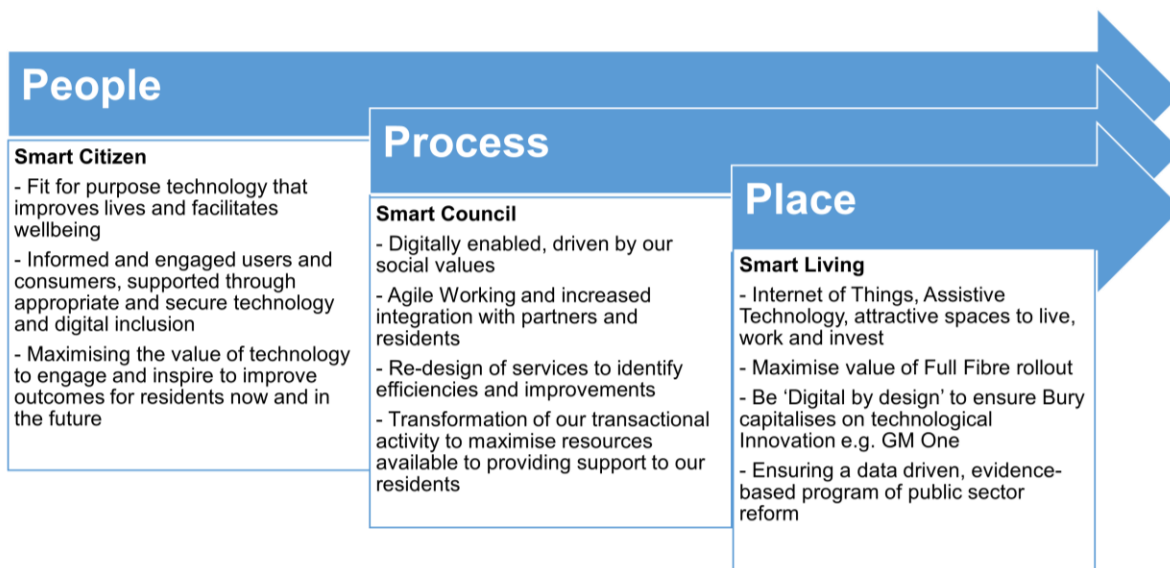 People
Smart Citizen
- Fit for purpose technology that
improves lives and facilitates
wellbeing
- Informed and engaged users and
consumers, supported through
appropriate and secure technology
and digital inclusion
- Maximising the value of technology
to engage and inspire to improve
outcomes for residents now and in
the future
Process
Smart Council
- Digitally enabled, driven by our
social values
- Agile Working and increased
integration with partners and
residents
- Re-design of services to identify
efficiencies and improvements
- Transformation of our transactional
activity to maximise resources
available to providing support to our
residents
Place
Smart Living
- Internet of Things, Assistive
Technology, attractive spaces to live,
work and invest
- Maximise value of Full Fibre rollout
- Be ‘Digital by design’ to ensure Bury
capitalises on technological
Innovation e.g. GM One
- Ensuring a data driven, evidence-
based program of public sector
reform